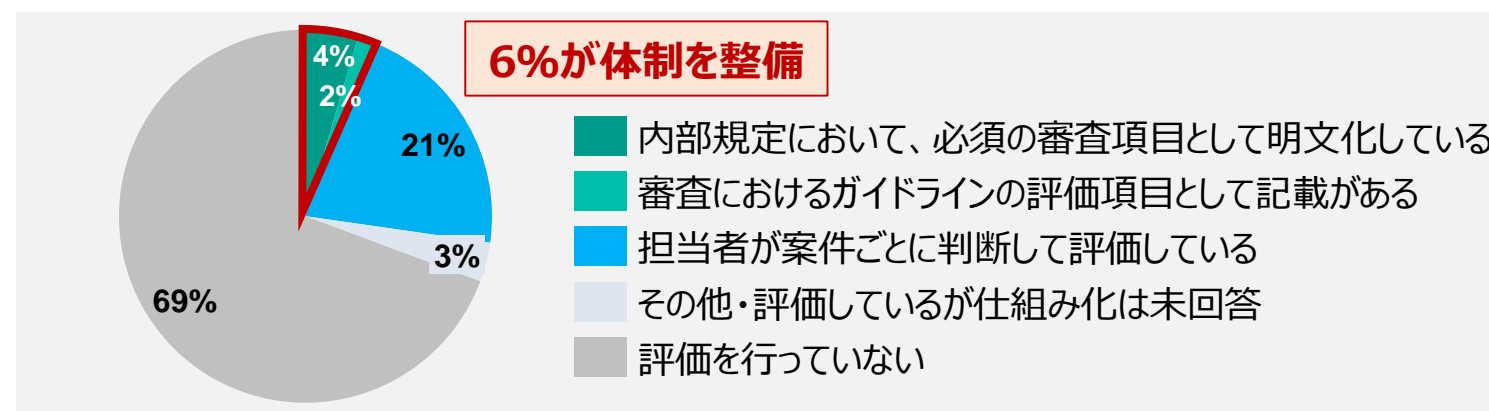 6%が体制を整備
4%
2%
21%
3%
69%
内部規定において、必須の審査項目として明文化している
審査におけるガイドラインの評価項目として記載がある
担当者が案件ごとに判断して評価している
その他・評価しているが仕組み化は未回答
評価を行っていない